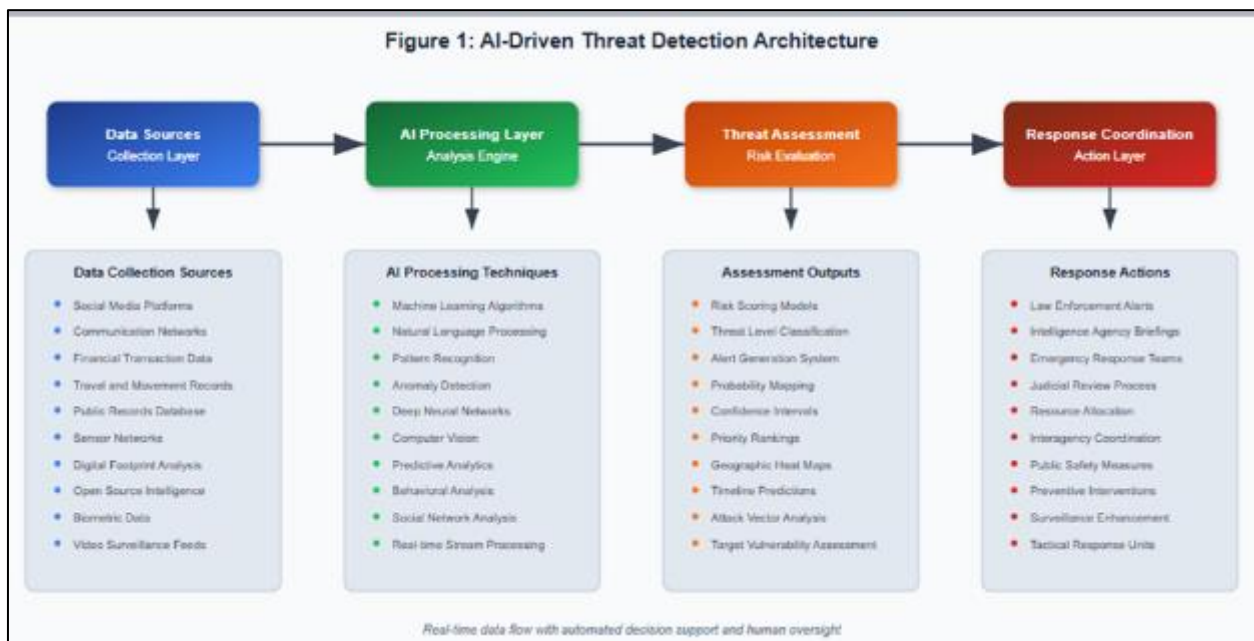 Figure 1: AI-Driven Threat Detection Architecture
Data Sources
Collection Layer
AI Processing Layer
Analysis Engine
Threat Assessment
Risk Evaluation
Response Coordination
Action Layer
Data Collection Sources
Social Media Platforms
Communication Networks
Financial Transaction Data
Travel and Movement Records
Public Records Database
Sensor Networks
Digital Footprint Analysis
Open Source Intelligence
Biometric Data
Video Surveillance Feeds
AI Processing Techniques
Machine Learning Algorithms
Natural Language Processing
Pattern Recognition
Anomaly Detection
Deep Neural Networks
Computer Vision
Predictive Analytics
Behavioral Analysis
Social Network Analysis
Real-time Stream Processing
Assessment Outputs
Risk Scoring Models
Threat Level Classification
Alert Generation System
Probability Mapping
Confidence Intervals
Priority Rankings
Geographic Heat Maps
Timeline Predictions
Attack Vector Analysis
Target Vulnerability Assessment
Response Actions
Law Enforcement Alerts
Intelligence Agency Briefings
Emergency Response Teams
Judicial Review Process
Resource Allocation
Interagency Coordination
Public Safety Measures
Preventive Interventions
Surveillance Enhancement
Tactical Response Units
Real-time data flow with automated decision support and human oversight